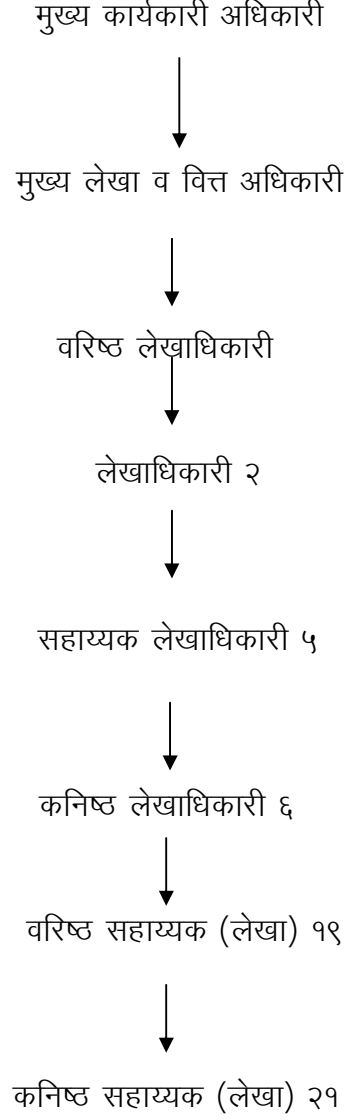 मुख्य कार्यकारी अधिकारी
मुख्य लेखा व वित्त अधिकारी
वरिष्ठ लेखाधिकारी
लेखाधिकारी २
सहाय्यक लेखाधिकारी ५
कनिष्ठ लेखाधिकारी ६
वरिष्ठ सहाय्यक (लेखा) १९
कनिष्ठ सहाय्यक (लेखा) २१